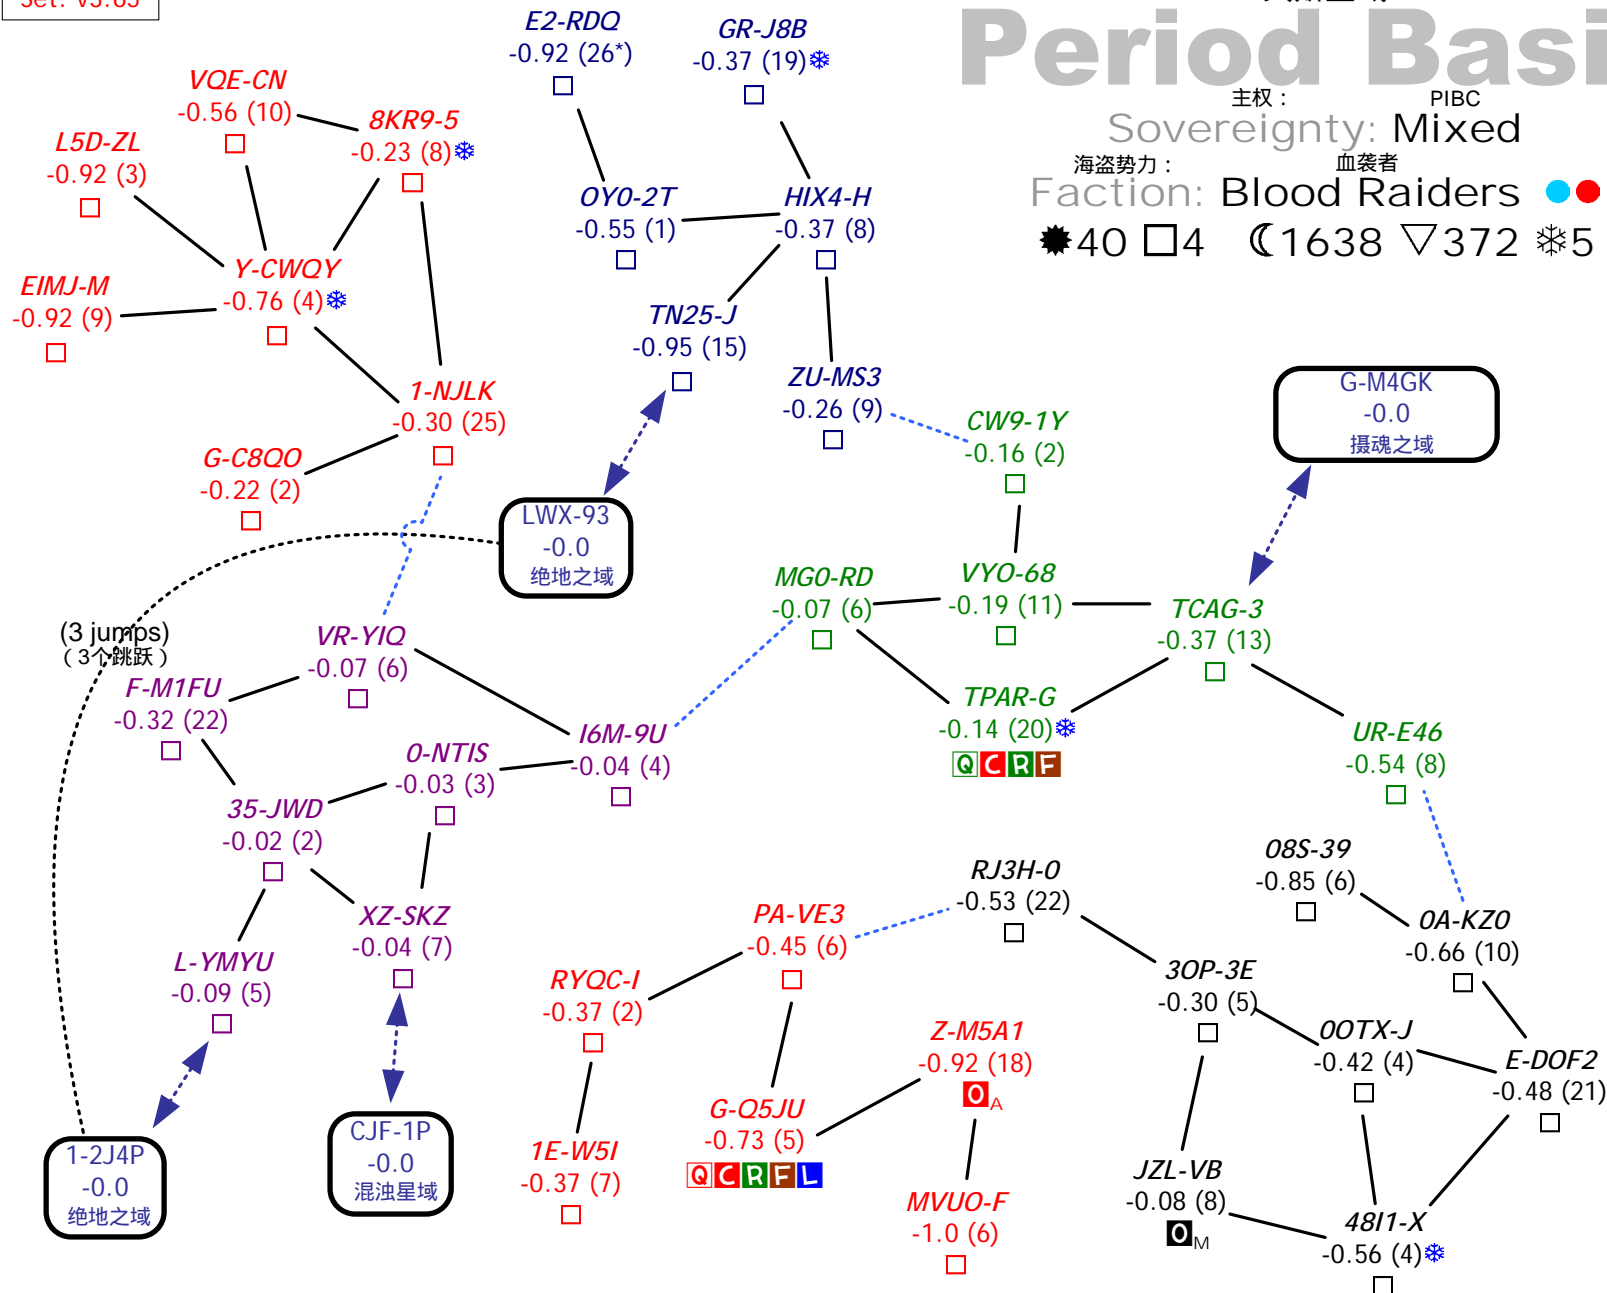 Set: v3.05
Period Basi
主权：
PIBC
Sovereignty: Mixed
海盗势力：
血袭者
Faction: Blood Raiders
40 4 1638 372 5
E2-RDQ
-0.92 (26*)
GR-J8B
-0.37 (19)
VQE-CN
-0.56 (10)
8KR9-5
-0.23 (8)
L5D-ZL
-0.92 (3)
OY0-2T
-0.55 (1)
HIX4-H
-0.37 (8)
Y-CWQY
-0.76 (4)
EIMJ-M
-0.92 (9)
TN25-J
-0.95 (15)
ZU-MS3
-0.26 (9)
1-NJLK
-0.30 (25)
G-M4GK
-0.0
摄魂之域
CW9-1Y
-0.16 (2)
G-C8QO
-0.22 (2)
LWX-93
-0.0
绝地之域
MG0-RD
-0.07 (6)
VYO-68
-0.19 (11)
TCAG-3
-0.37 (13)
(3 jumps)
（3个跳跃）
VR-YIQ
-0.07 (6)
F-M1FU
-0.32 (22)
TPAR-G
-0.14 (20)
Q C R F
I6M-9U
-0.04 (4)
UR-E46
-0.54 (8)
0-NTIS
-0.03 (3)
35-JWD
-0.02 (2)
08S-39
-0.85 (6)
RJ3H-0
-0.53 (22)
XZ-SKZ
-0.04 (7)
PA-VE3
-0.45 (6)
0A-KZ0
-0.66 (10)
L-YMYU
-0.09 (5)
RYQC-I
-0.37 (2)
3OP-3E
-0.30 (5)
Z-M5A1
-0.92 (18)
O A
0OTX-J
-0.42 (4)
E-DOF2
-0.48 (21)
G-Q5JU
-0.73 (5)
Q C R F L
CJF-1P
-0.0
混浊星域
1-2J4P
-0.0
绝地之域
1E-W5I
-0.37 (7)
JZL-VB
-0.08 (8)
O M
MVUO-F
-1.0 (6)
48I1-X
-0.56 (4)